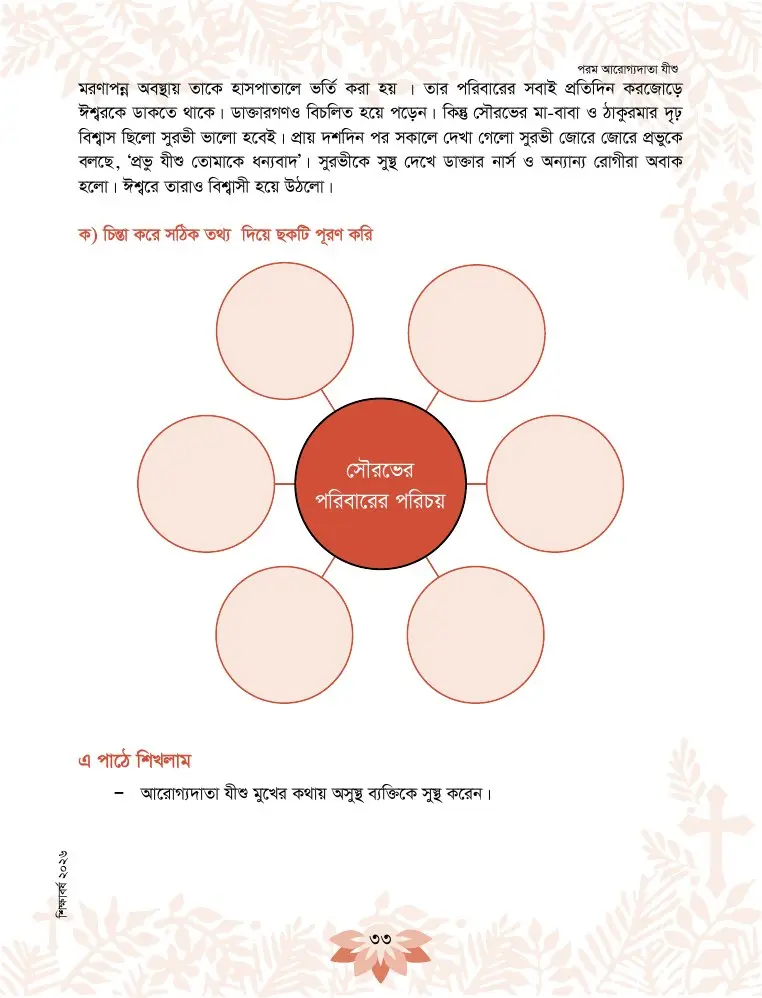 পরম আরোগ্যদাতা যীশু
মরণাপন্ন অবস্থায় তাকে হাসপাতালে ভর্তি করা হয় । তার পরিবারের সবাই প্রতিদিন করজোড়ে
ঈশ্বরকে ডাকতে থাকে। ডাক্তারগণও বিচলিত হয়ে পড়েন। কিন্তু সৌরভের মা-বাবা ও ঠাকুরমার দৃঢ়
বিশ্বাস ছিলো সুরভী ভালো হবেই। প্রায় দশদিন পর সকালে দেখা গেলো সুরভী জোরে জোরে প্রভুকে
বলছে, ‘প্রভু যীশু তোমাকে ধন্যবাদ’। সুরভীকে সুস্থ দেখে ডাক্তার নার্স ও অন্যান্য রোগীরা অবাক
হলো। ঈশ্বরে তারাও বিশ্বাসী হয়ে উঠলো।
ক) চিন্তা করে সঠিক তথ্য দিয়ে ছকটি পূরণ করি
সৌরভের
পরিবারের পরিচয়
এ পাঠে শিখলাম
– আরোগ্যদাতা যীশু মুখের কথায় অসুস্থ ব্যক্তিকে সুস্থ করেন।
শিক্ষাবর্ষ ২০২৬
৩৩